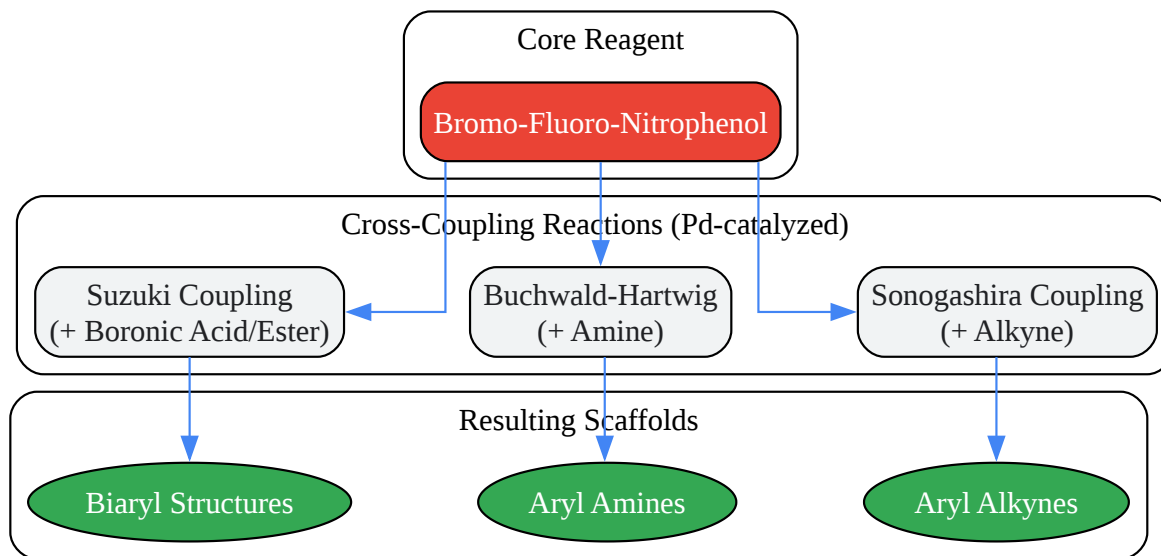 Core Reagent
Bromo-Fluoro-Nitrophenol
Cross-Coupling Reactions (Pd-catalyzed)
Suzuki Coupling
(+ Boronic Acid/Ester)
Buchwald-Hartwig
(+ Amine)
Sonogashira Coupling
(+ Alkyne)
Resulting Scaffolds
Biaryl Structures
Aryl Amines
Aryl Alkynes